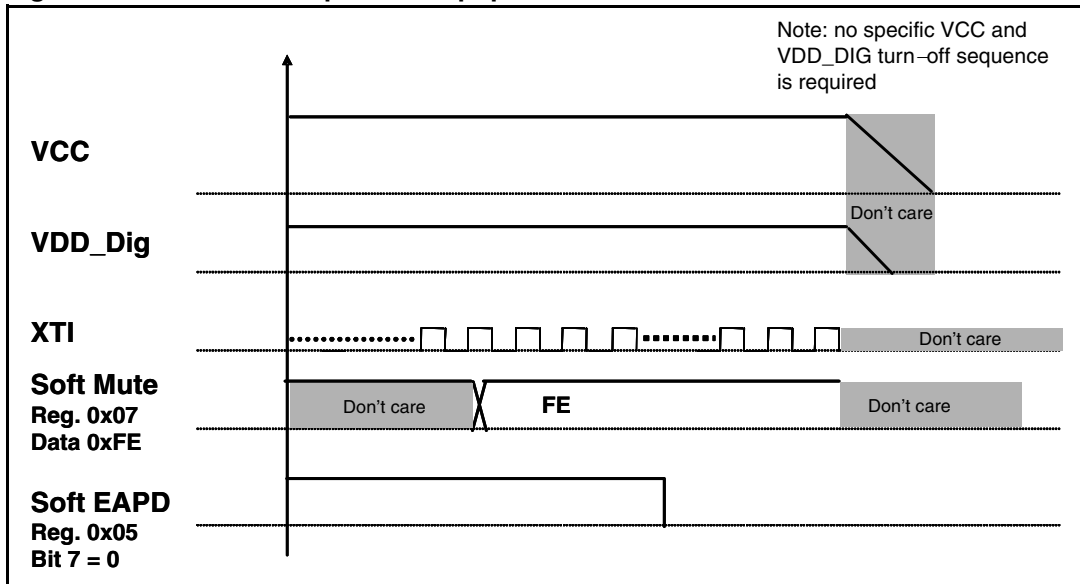 Note: no specific VCC and
VDD_DIG turn–off sequence
is required
VCC
Don't care
VDD_Dig
XTI
Don't care
Soft Mute
Reg. 0x07
Data 0xFE
Don't care
FE
Don't care
Soft EAPD
Reg. 0x05
Bit 7 = 0